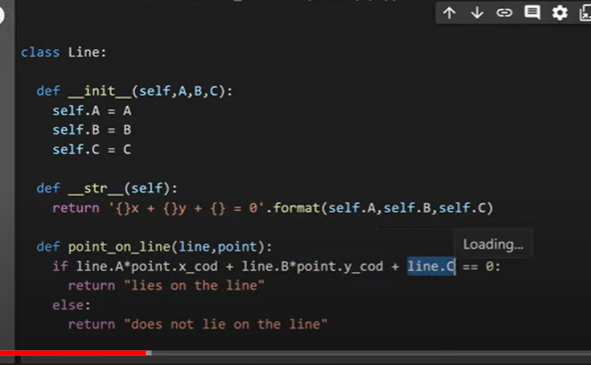 class Line:
def __init__(self,A,B,C):
self.A = A
self.B = B
self.C = C
def __str__(self):
return '{}x + {}y + {} = 0'.format(self.A,self.B,self.C)
def point_on_line(line,point):
Loading...
if line.A*point.x_cod + line.B*point.y_cod + line.C == 0:
return "lies on the line"
else:
return "does not lie on the line"